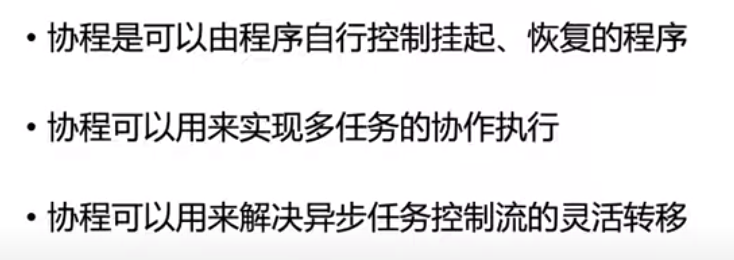 • 协程是可以由程序自行控制挂起、恢复的程序
• 协程可以用来实现多任务的协作执行
• 协程可以用来解决异步任务控制流的灵活转移